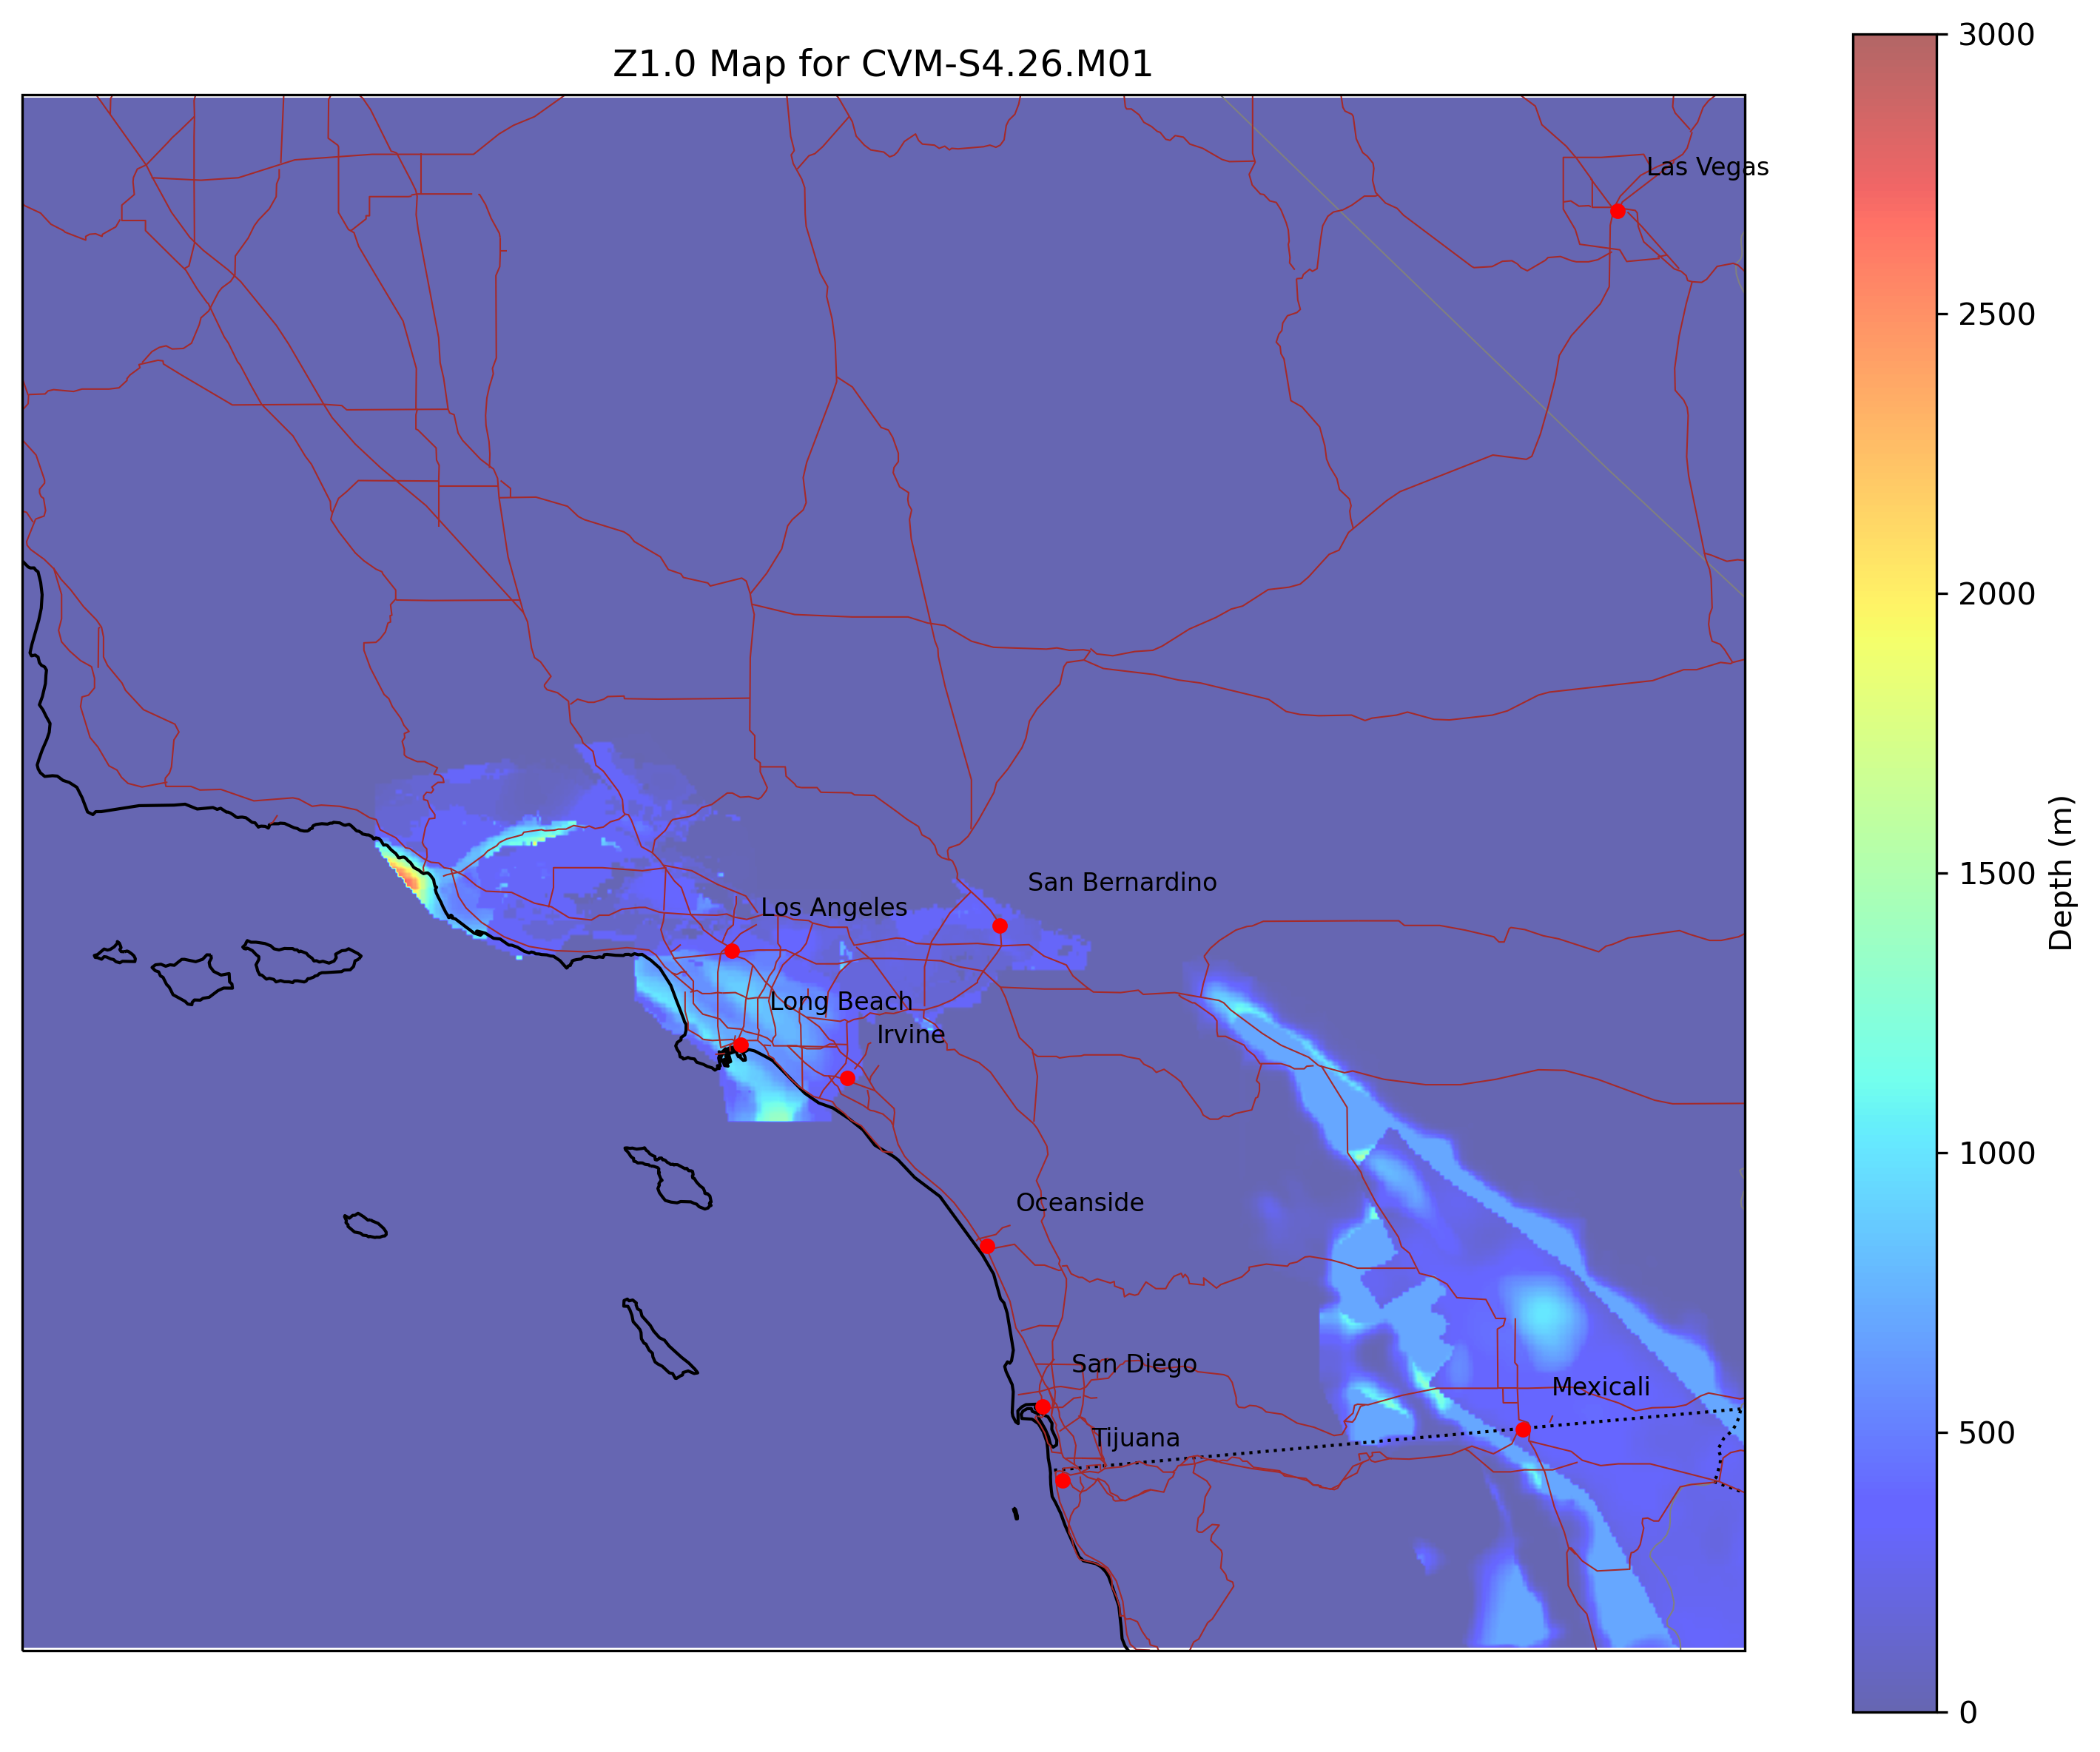 Z1.0 Map for CVM-S4.26.M01
Las Vegas
San Bernardino
Los Angeles
Long Beach
Irvine
Oceanside
San Diego
Mexicali
Tijuana
3000
2500
2000
1500
1000
500
0
Depth (m)